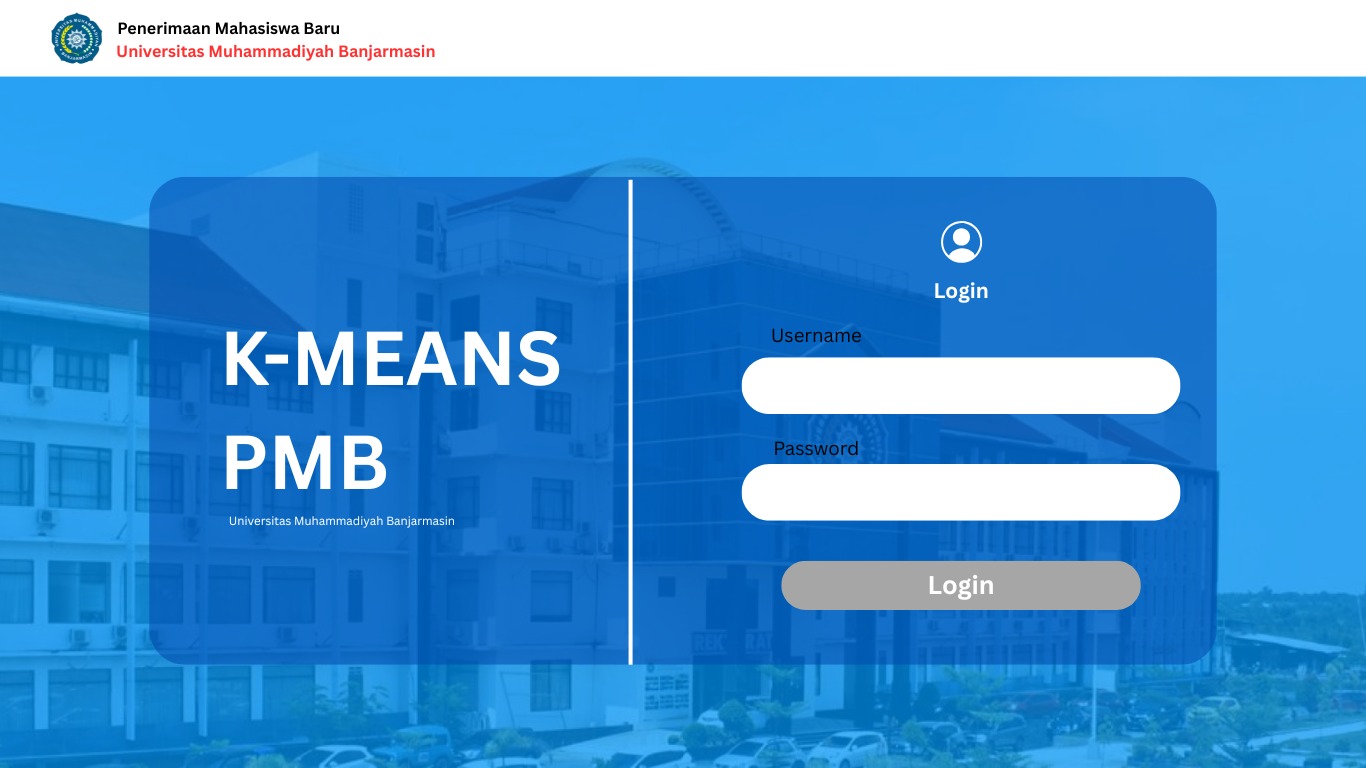 Penerimaan Mahasiswa Baru
Universitas Muhammadiyah Banjarmasin
K-MEANS
PMB
Universitas Muhammadiyah Banjarmasin
Login
Username
Password
Login